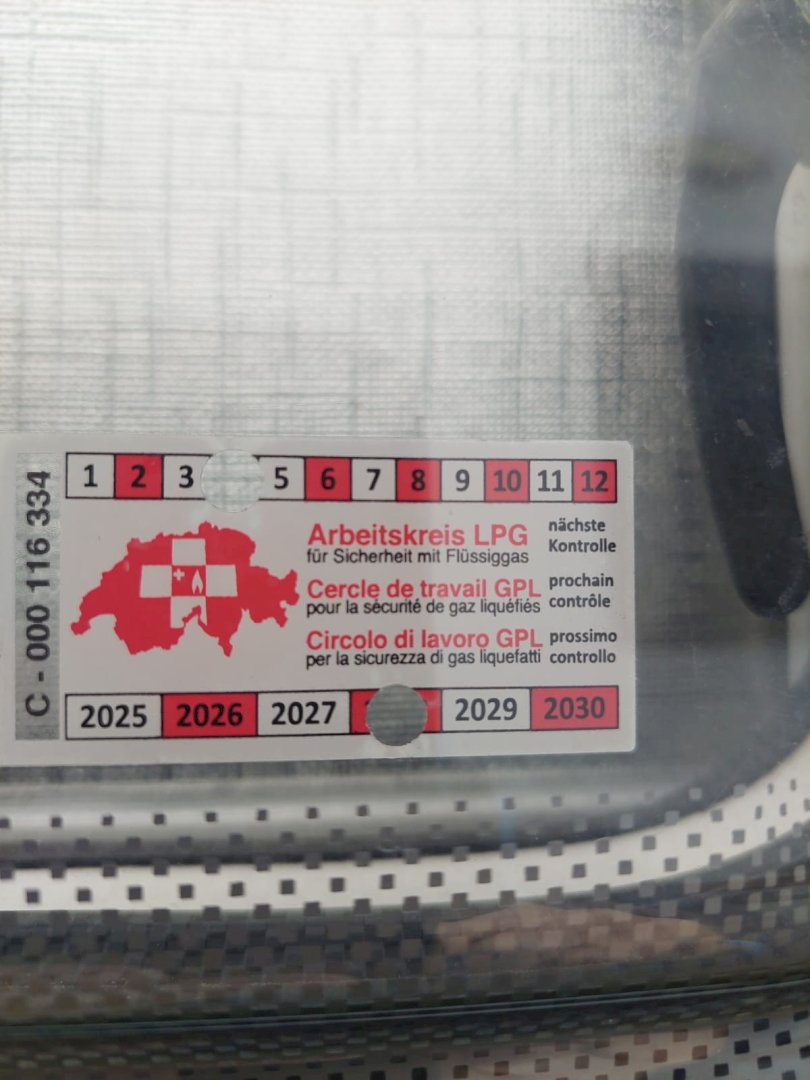 1 2 3 5 6 7 8 9 10 11 12
C - 000 116 334
Arbeitskreis LPG
für Sicherheit mit Flüssiggas
nächste
Kontrolle
Cercle de travail GPL
pour la sécurité de gaz liquéfiés
prochain
contrôle
Circolo di lavoro GPL
per la sicurezza di gas liquefatti
prossimo
controllo
2025 2026 2027 2029 2030